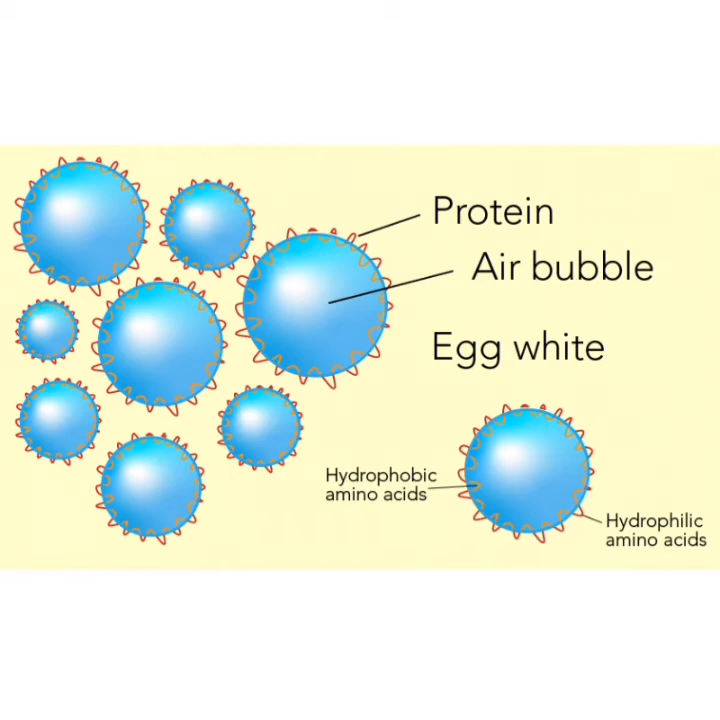 Protein
Air bubble
Egg white
Hydrophobic
amino acids
Hydrophilic
amino acids